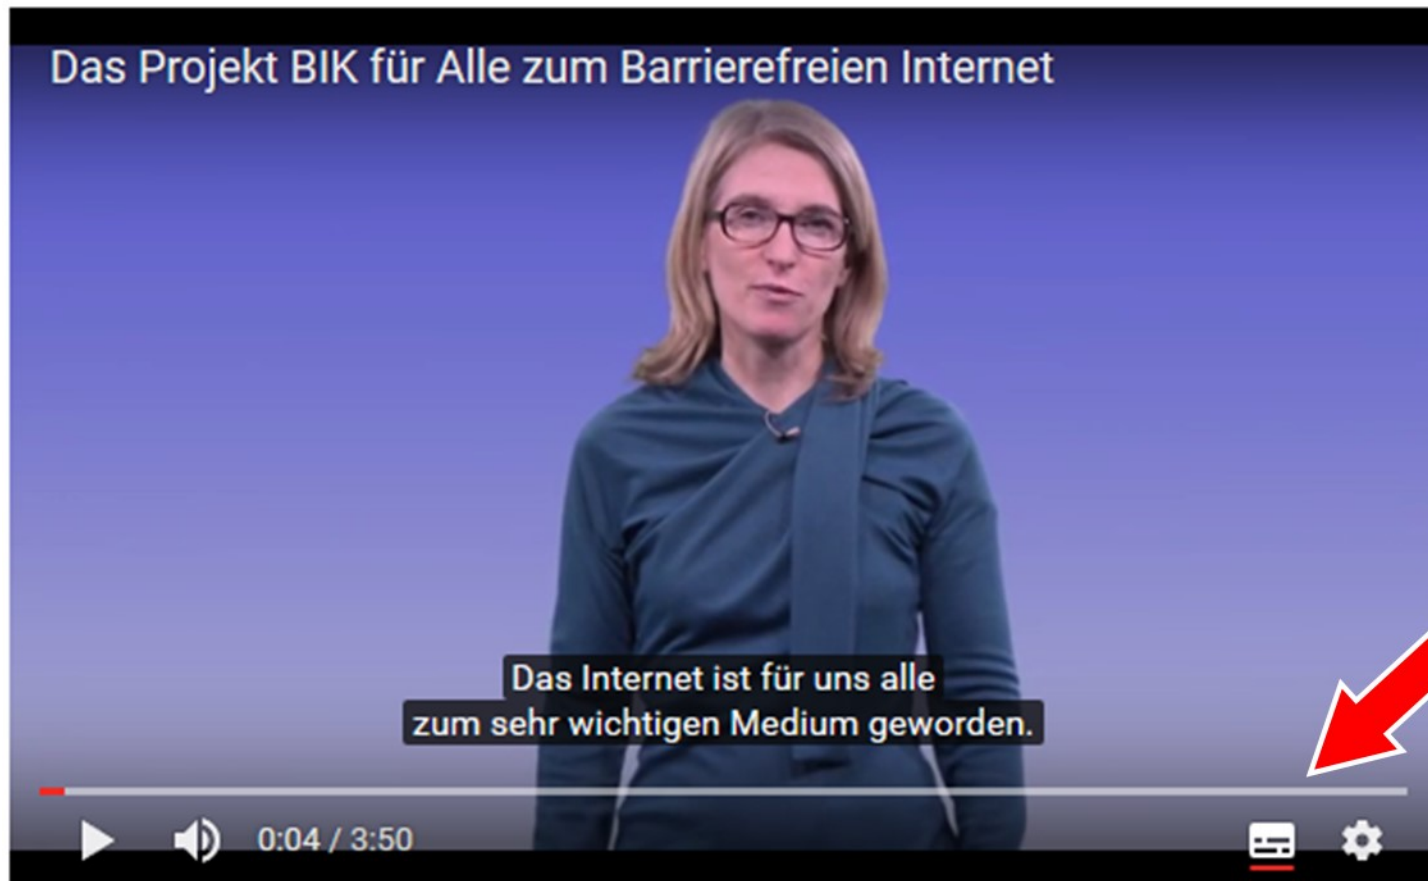 Das Projekt BIK für Alle zum Barrierefreien Internet
Das Internet ist für uns alle
zum sehr wichtigen Medium geworden.
0:04 / 3:50